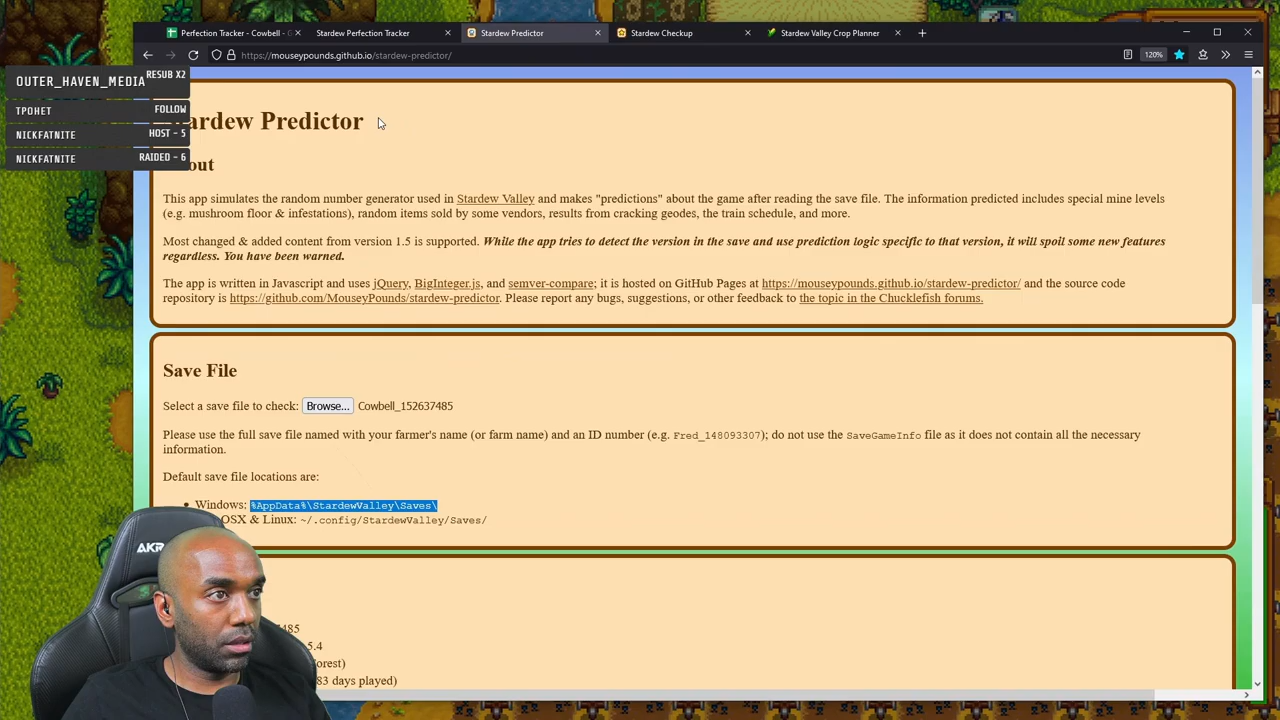 Perfection Tracker - Cowbell - G
Stardew Perfection Tracker
Stardew Predictor
Stardew Checkup
Stardew Valley Crop Planner
https://mouseypounds.github.io/stardew-predictor/
120%
OUTER_HAVEN_MEDIA RESUB X2
TPOHET FOLLOW
NICKFATNITE HOST - 5
NICKFATNITE RAIDED - 6
ardew Predictor
out
This app simulates the random number generator used in Stardew Valley and makes "predictions" about the game after reading the save file. The information predicted includes special mine levels
(e.g. mushroom floor & infestations), random items sold by some vendors, results from cracking geodes, the train schedule, and more.
Most changed & added content from version 1.5 is supported. While the app tries to detect the version in the save and use prediction logic specific to that version, it will spoil some new features
regardless. You have been warned.
The app is written in Javascript and uses jQuery, BigInteger.js, and semver-compare; it is hosted on GitHub Pages at https://mouseypounds.github.io/stardew-predictor/ and the source code
repository is https://github.com/MouseyPounds/stardew-predictor. Please report any bugs, suggestions, or other feedback to the topic in the Chucklefish forums.
Save File
Select a save file to check: Browse... Cowbell_152637485
Please use the full save file named with your farmer's name (or farm name) and an ID number (e.g. Fred_148093307); do not use the SaveGameInfo file as it does not contain all the necessary
information.
Default save file locations are:
Windows: %AppData%\StardewValley\Saves\
OSX & Linux: ~/.config/StardewValley/Saves/
485
5.4
orest)
83 days played)
AKR